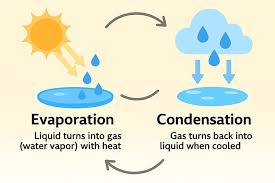 Evaporation
Liquid turns into gas
(water vapor) with heat
Condensation
Gas turns back into
liquid when cooled